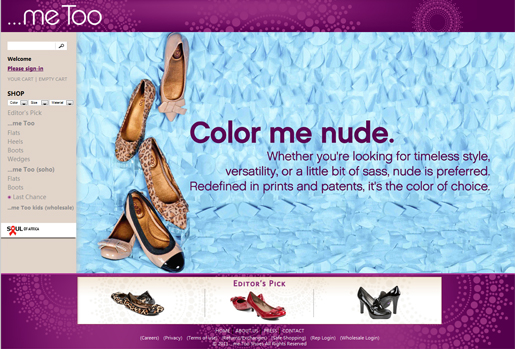 ...me Too
Welcome
Please sign-in
YOUR CART | EMPTY CART
SHOP
Color
Size
Material
Editor's Pick
...me Too
Flats
Heels
Boots
Wedges
...me Too (soho)
Flats
Boots
Last Chance
...me Too kids (wholesale)
SOUL OF AFRICA
Color me nude.
Whether you're looking for timeless style,
versatility, or a little bit of sass, nude is preferred.
Redefined in prints and patents, it's the color of choice.
EDITOR'S PICK
HOME ABOUT US PRESS CONTACT
(Careers) (Privacy) (Terms of use) (Returns/Exchanges) (Safe Shopping) (Rep Login) (Wholesale Login)
...me Too Shoes All Rights Reserved